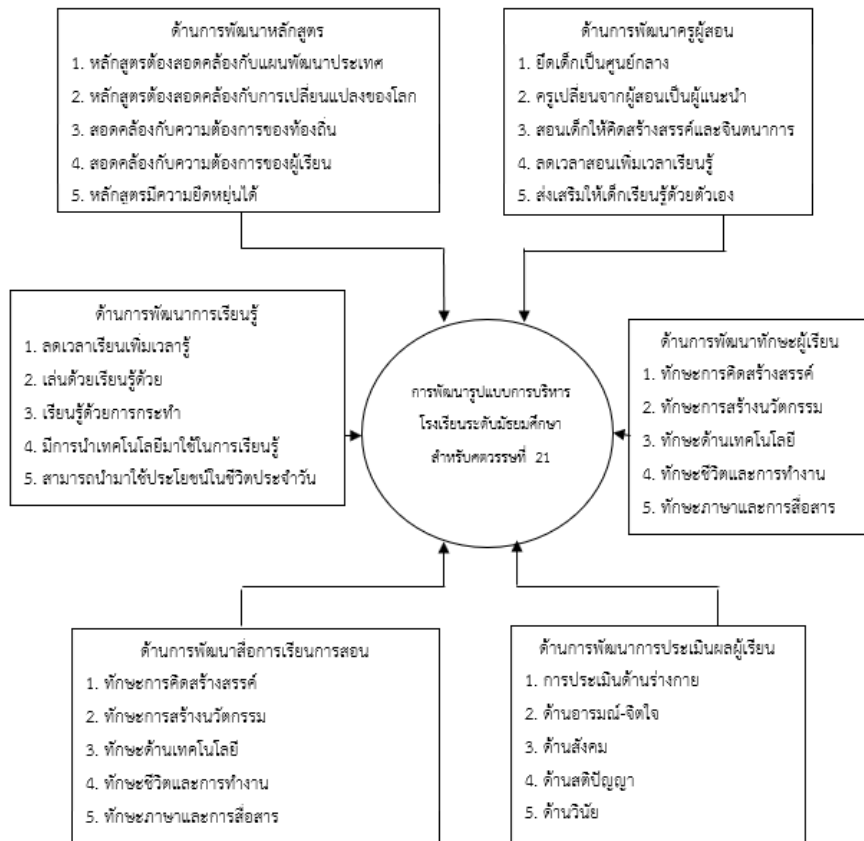 ด้านการพัฒนาหลักสูตร
1. หลักสูตรต้องสอดคล้องกับแผนพัฒนาประเทศ
2. หลักสูตรต้องสอดคล้องกับการเปลี่ยนแปลงของโลก
3. สอดคล้องกับความต้องการของท้องถิ่น
4. สอดคล้องกับความต้องการของผู้เรียน
5. หลักสูตรมีความยืดหยุ่นได้
ด้านการพัฒนาครูผู้สอน
1. ยึดเด็กเป็นศูนย์กลาง
2. ครูเปลี่ยนจากผู้สอนเป็นผู้แนะนำ
3. สอนเด็กให้คิดสร้างสรรค์และจินตนาการ
4. ลดเวลาสอนเพิ่มเวลาเรียนรู้
5. ส่งเสริมให้เด็กเรียนรู้ด้วยตัวเอง
ด้านการพัฒนาการเรียนรู้
1. ลดเวลาเรียนเพิ่มเวลารู้
2. เล่นด้วยเรียนรู้ด้วย
3. เรียนรู้ด้วยการกระทำ
4. มีการนำเทคโนโลยีมาใช้ในการเรียนรู้
5. สามารถนำมาใช้ประโยชน์ในชีวิตประจำวัน
การพัฒนารูปแบบการบริหาร
โรงเรียนระดับมัธยมศึกษา
สำหรับศตวรรษที่ 21
ด้านการพัฒนาทักษะผู้เรียน
1. ทักษะการคิดสร้างสรรค์
2. ทักษะการสร้างนวัตกรรม
3. ทักษะด้านเทคโนโลยี
4. ทักษะชีวิตและการทำงาน
5. ทักษะภาษาและการสื่อสาร
ด้านการพัฒนาสื่อการเรียนการสอน
1. ทักษะการคิดสร้างสรรค์
2. ทักษะการสร้างนวัตกรรม
3. ทักษะด้านเทคโนโลยี
4. ทักษะชีวิตและการทำงาน
5. ทักษะภาษาและการสื่อสาร
ด้านการพัฒนาการประเมินผลผู้เรียน
1. การประเมินด้านร่างกาย
2. ด้านอารมณ์-จิตใจ
3. ด้านสังคม
4. ด้านสติปัญญา
5. ด้านวินัย